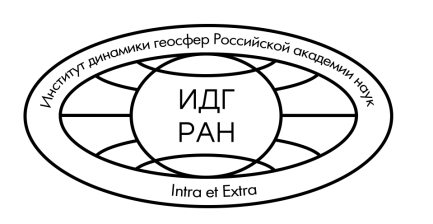 Институт динамики геосфер Российской академии наук
ИДГ
РАН
Intra et Extra